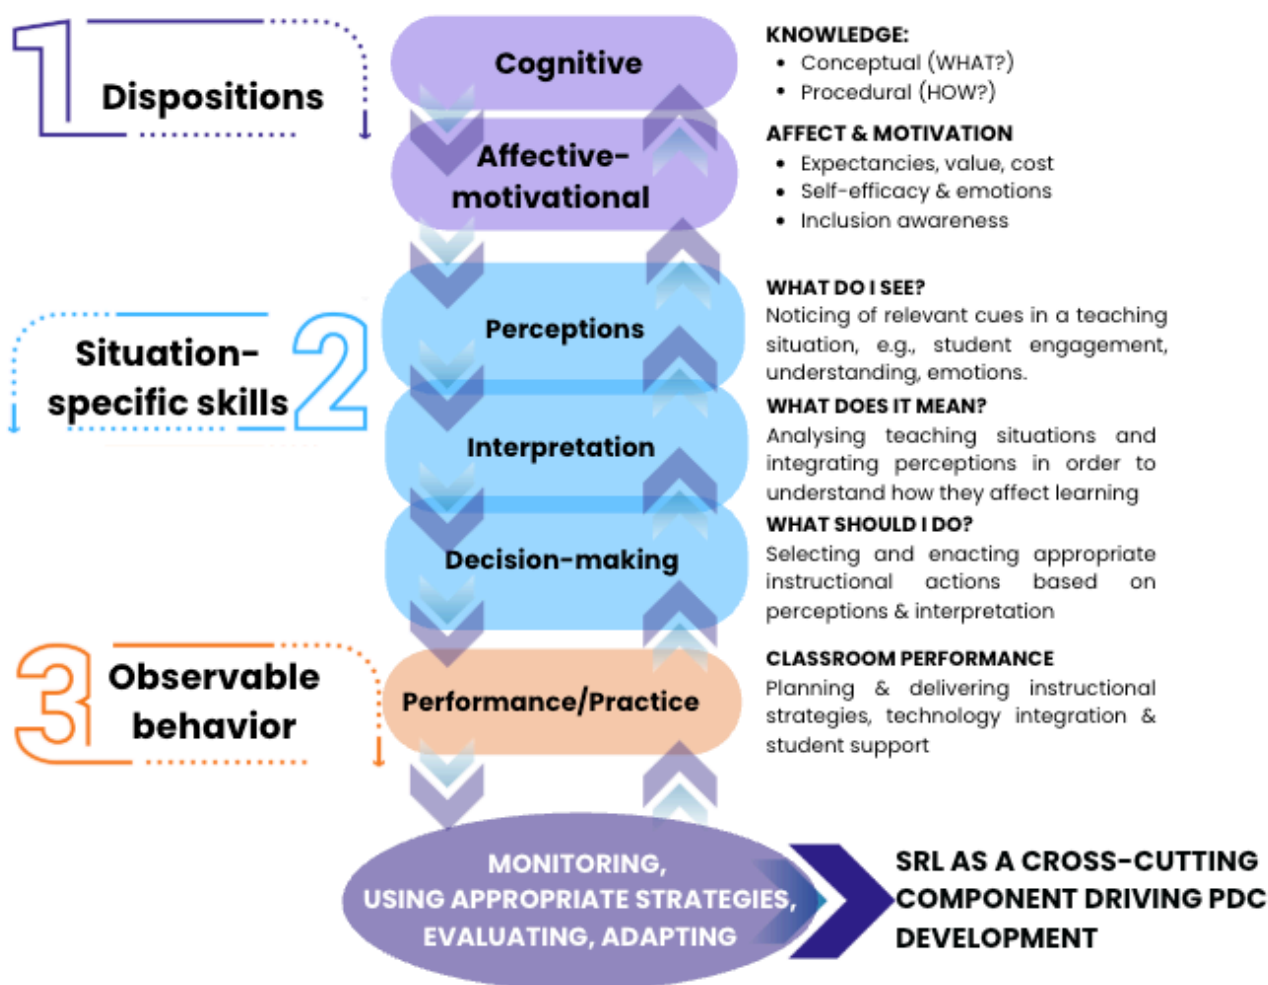 1
Dispositions
Cognitive
KNOWLEDGE:
• Conceptual (WHAT?)
• Procedural (HOW?)
Affective-
motivational
AFFECT & MOTIVATION
• Expectancies, value, cost
• Self-efficacy & emotions
• Inclusion awareness
Situation-
specific skills
2
Perceptions
WHAT DO I SEE?
Noticing of relevant cues in a teaching
situation, e.g., student engagement,
understanding, emotions.
Interpretation
WHAT DOES IT MEAN?
Analysing teaching situations and
integrating perceptions in order to
understand how they affect learning
Decision-making
WHAT SHOULD I DO?
Selecting and enacting appropriate
instructional actions based on
perceptions & interpretation
3
Observable
behavior
Performance/Practice
CLASSROOM PERFORMANCE
Planning & delivering instructional
strategies, technology integration &
student support
MONITORING,
USING APPROPRIATE STRATEGIES,
EVALUATING, ADAPTING
SRL AS A CROSS-CUTTING
COMPONENT DRIVING PDC
DEVELOPMENT